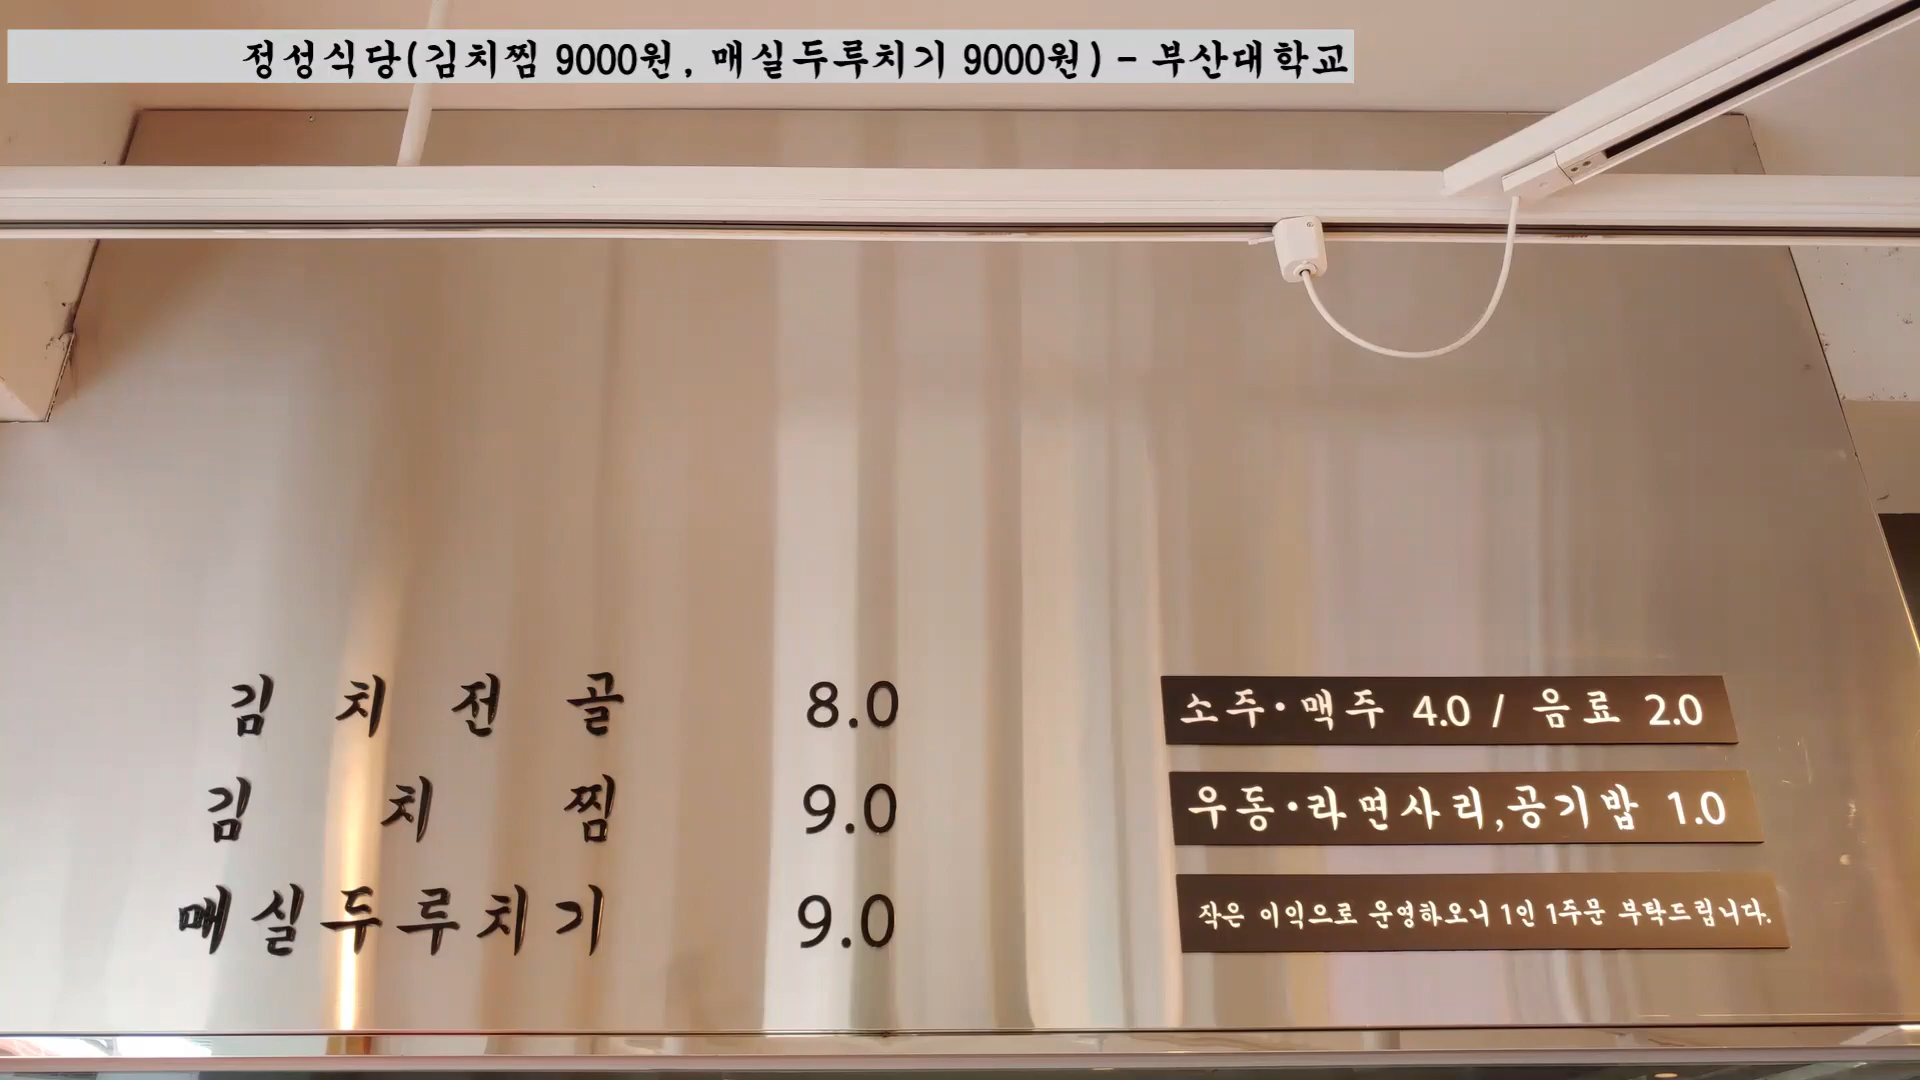 정성식당(김치찜 9000원, 매실두루치기 9000원) - 부산대학교
김치전골 8.0
김치찜 9.0
매실두루치기 9.0
소주·맥주 4.0 / 음료 2.0
우동·라면사리,공기밥 1.0
작은 이익으로 운영하오니 1인 1주문 부탁드립니다.